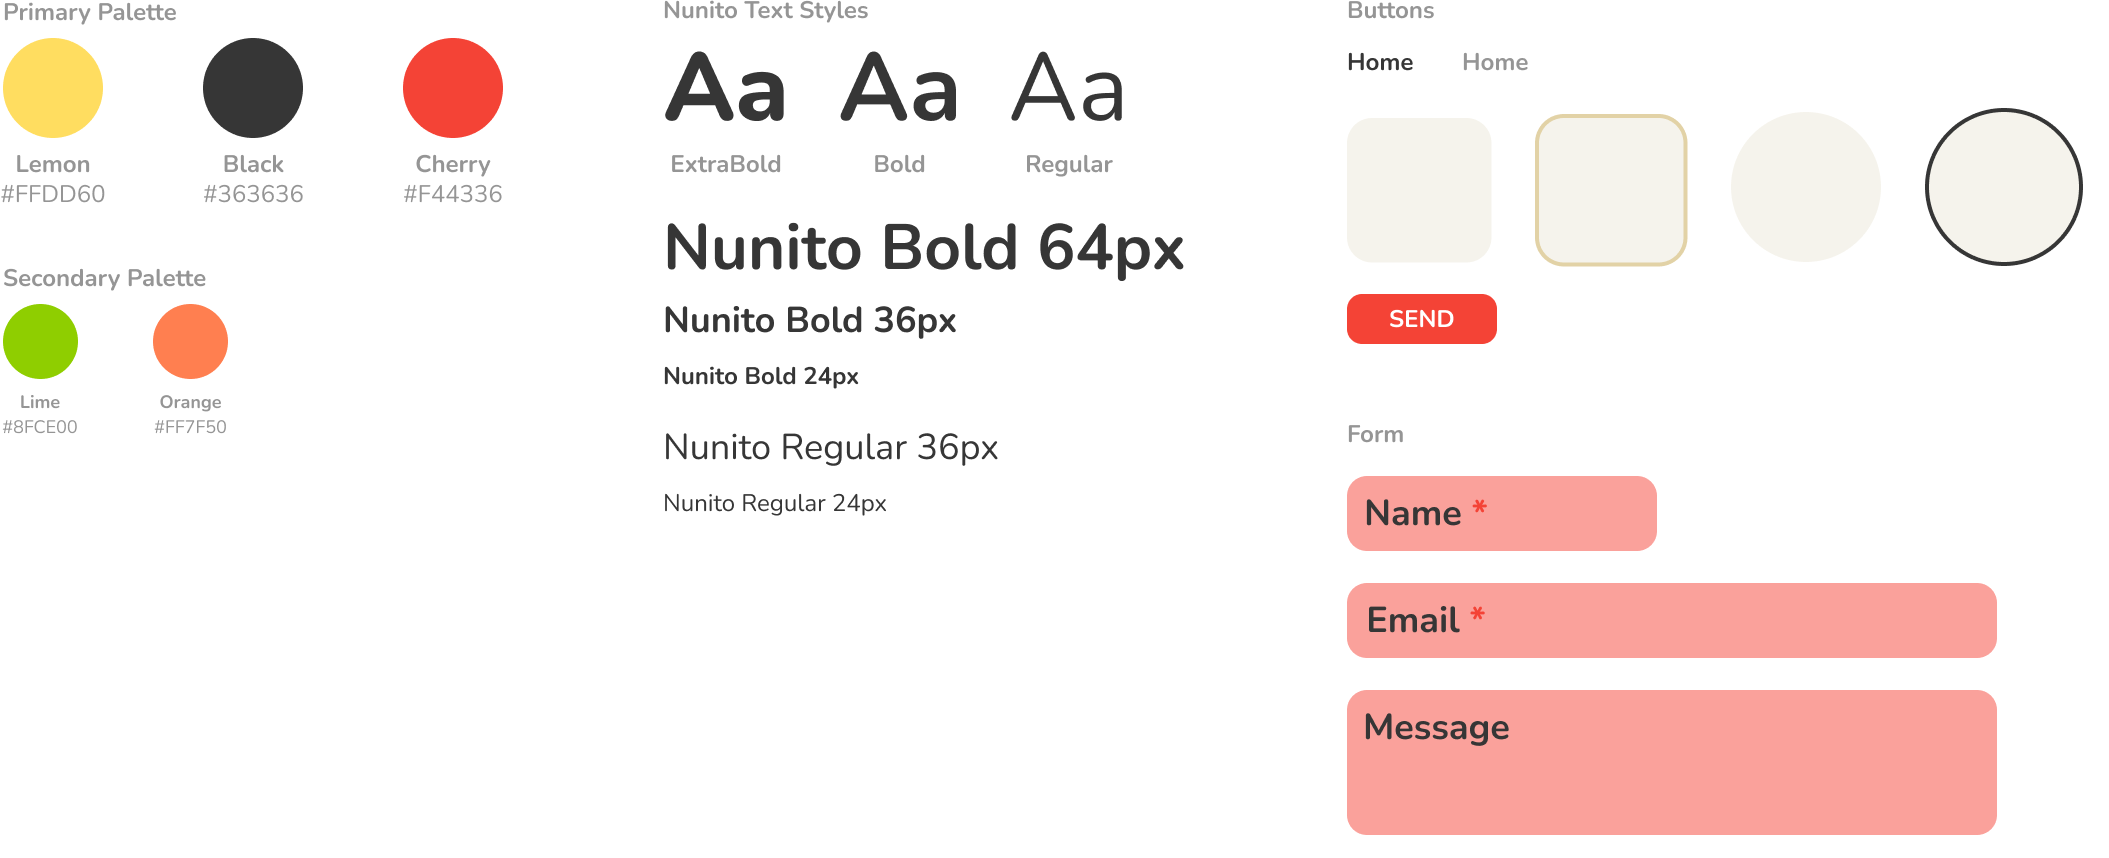 Primary Palette
Lemon
#FFDD60
Black
#363636
Cherry
#F44336
Secondary Palette
Lime
#8FCE00
Orange
#FF7F50
Nunito Text Styles
Aa
Aa
Aa
ExtraBold
Bold
Regular
Nunito Bold 64px
Nunito Bold 36px
Nunito Bold 24px
Nunito Regular 36px
Nunito Regular 24px
Buttons
Home
Home
SEND
Form
Name *
Email *
Message